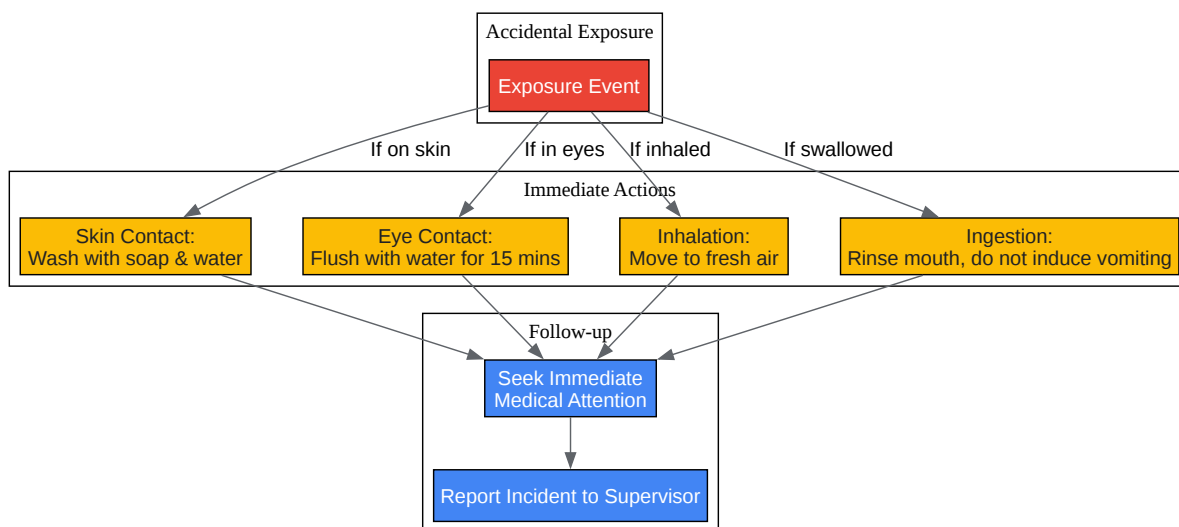 Accidental Exposure
Exposure Event
If on skin
If in eyes
If inhaled
If swallowed
Immediate Actions
Skin Contact:
Wash with soap & water
Eye Contact:
Flush with water for 15 mins
Inhalation:
Move to fresh air
Ingestion:
Rinse mouth, do not induce vomiting
Follow-up
Seek Immediate
Medical Attention
Report Incident to Supervisor